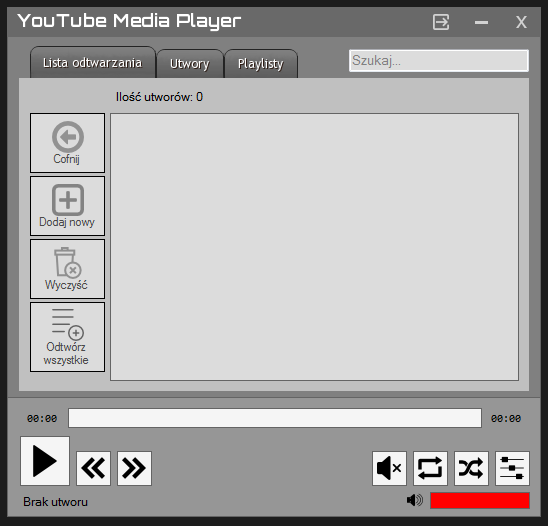 YouTube Media Player
X
Lista odtwarzania
Utwory
Playlisty
Szukaj...
Ilość utworów: 0
Cofnij
Dodaj nowy
Wyczyść
Odtwórz
wszystkie
00:00
00:00
Brak utworu